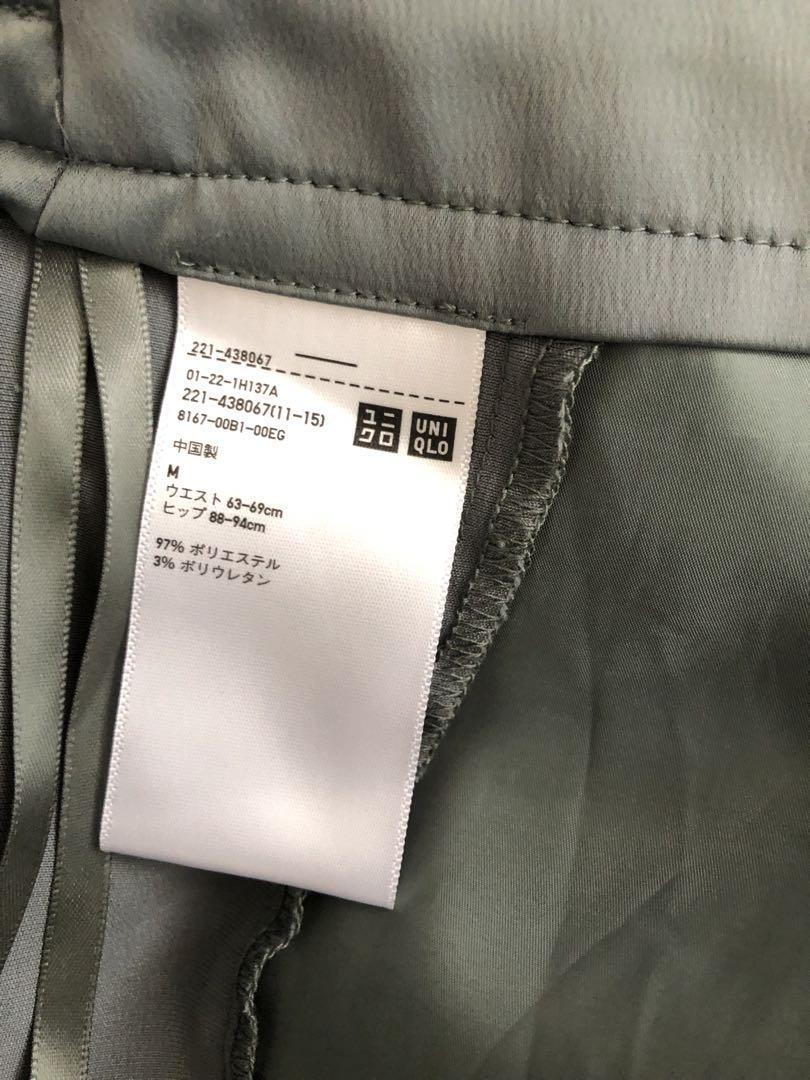 221-438067
01-22-1H137A
221-438067(11-15)
8167-00B1-00EG
ユニ
クロ
UNI
QLO
中国製
M
ウエスト 63-69cm
ヒップ 88-94cm
97% ポリエステル
3% ポリウレタン